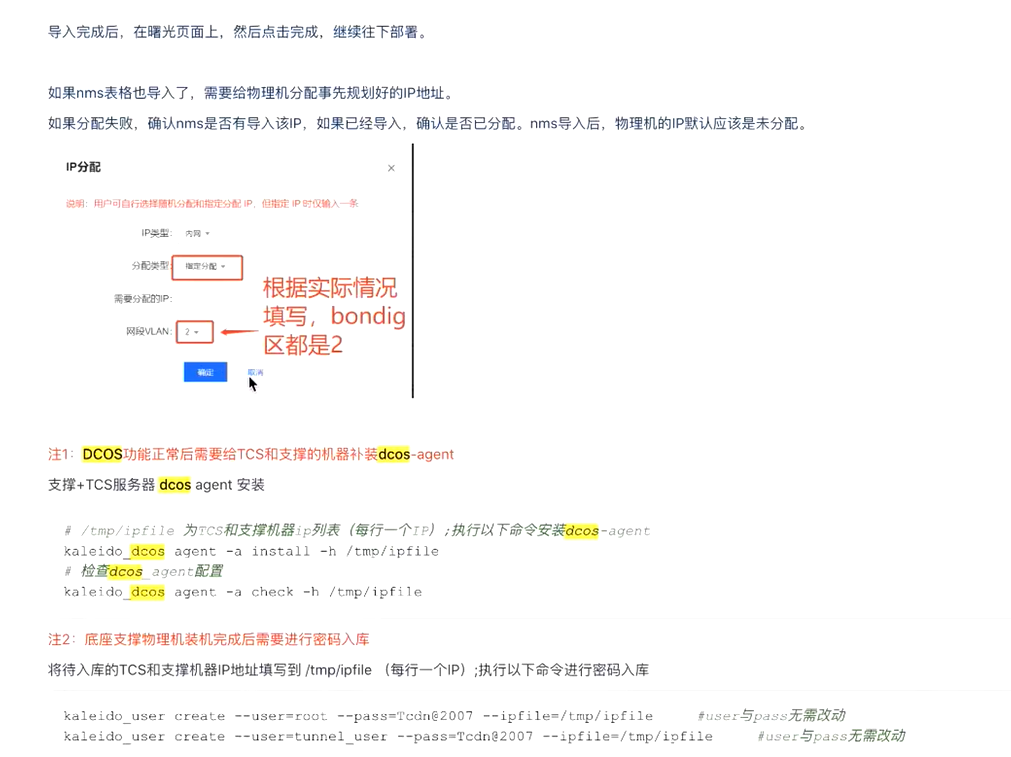 导入完成后，在曙光页面上，然后点击完成，继续往下部署。
如果nms表格也导入了，需要给物理机分配事先规划好的IP地址。
如果分配失败，确认nms是否有导入该IP，如果已经导入，确认是否已分配。nms导入后，物理机的IP默认应该是未分配。
IP分配 ×
说明：用户可自行选择随机分配和指定分配 IP，但指定 IP 时仅输入一条
IP类型: 内网
分配类型: 指定分配
需要分配的IP:
网段VLAN: 2
根据实际情况
填写，bondig
区都是2
确定 取消
注1：DCOS功能正常后需要给TCS和支撑的机器补装dcos-agent
支撑+TCS服务器 dcos agent 安装
# /tmp/ipfile 为TCS和支撑机器ip列表（每行一个IP）;执行以下命令安装dcos-agent
kaleido_dcos agent -a install -h /tmp/ipfile
# 检查dcos_agent配置
kaleido_dcos agent -a check -h /tmp/ipfile
注2：底座支撑物理机装机完成后需要进行密码入库
将待入库的TCS和支撑机器IP地址填写到 /tmp/ipfile （每行一个IP）;执行以下命令进行密码入库
kaleido_user create --user=root --pass=Tcdn@2007 --ipfile=/tmp/ipfile #user与pass无需改动
kaleido_user create --user=tunnel_user --pass=Tcdn@2007 --ipfile=/tmp/ipfile #user与pass无需改动